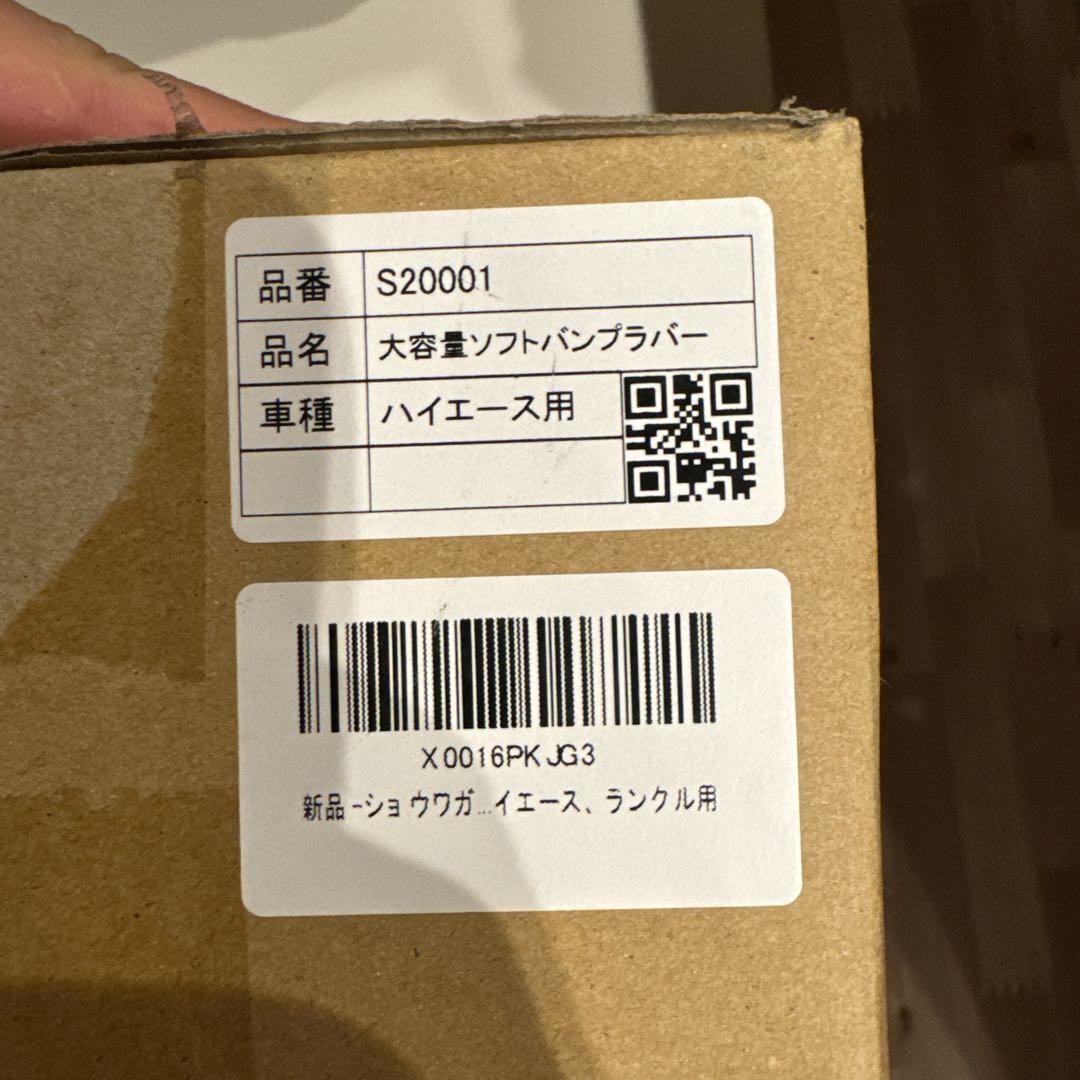 品番 S20001
品名 大容量ソフトバンプラバー
車種 ハイエース用
X0016PKJG3
新品 -ショウワガ...イエース、ランクル用